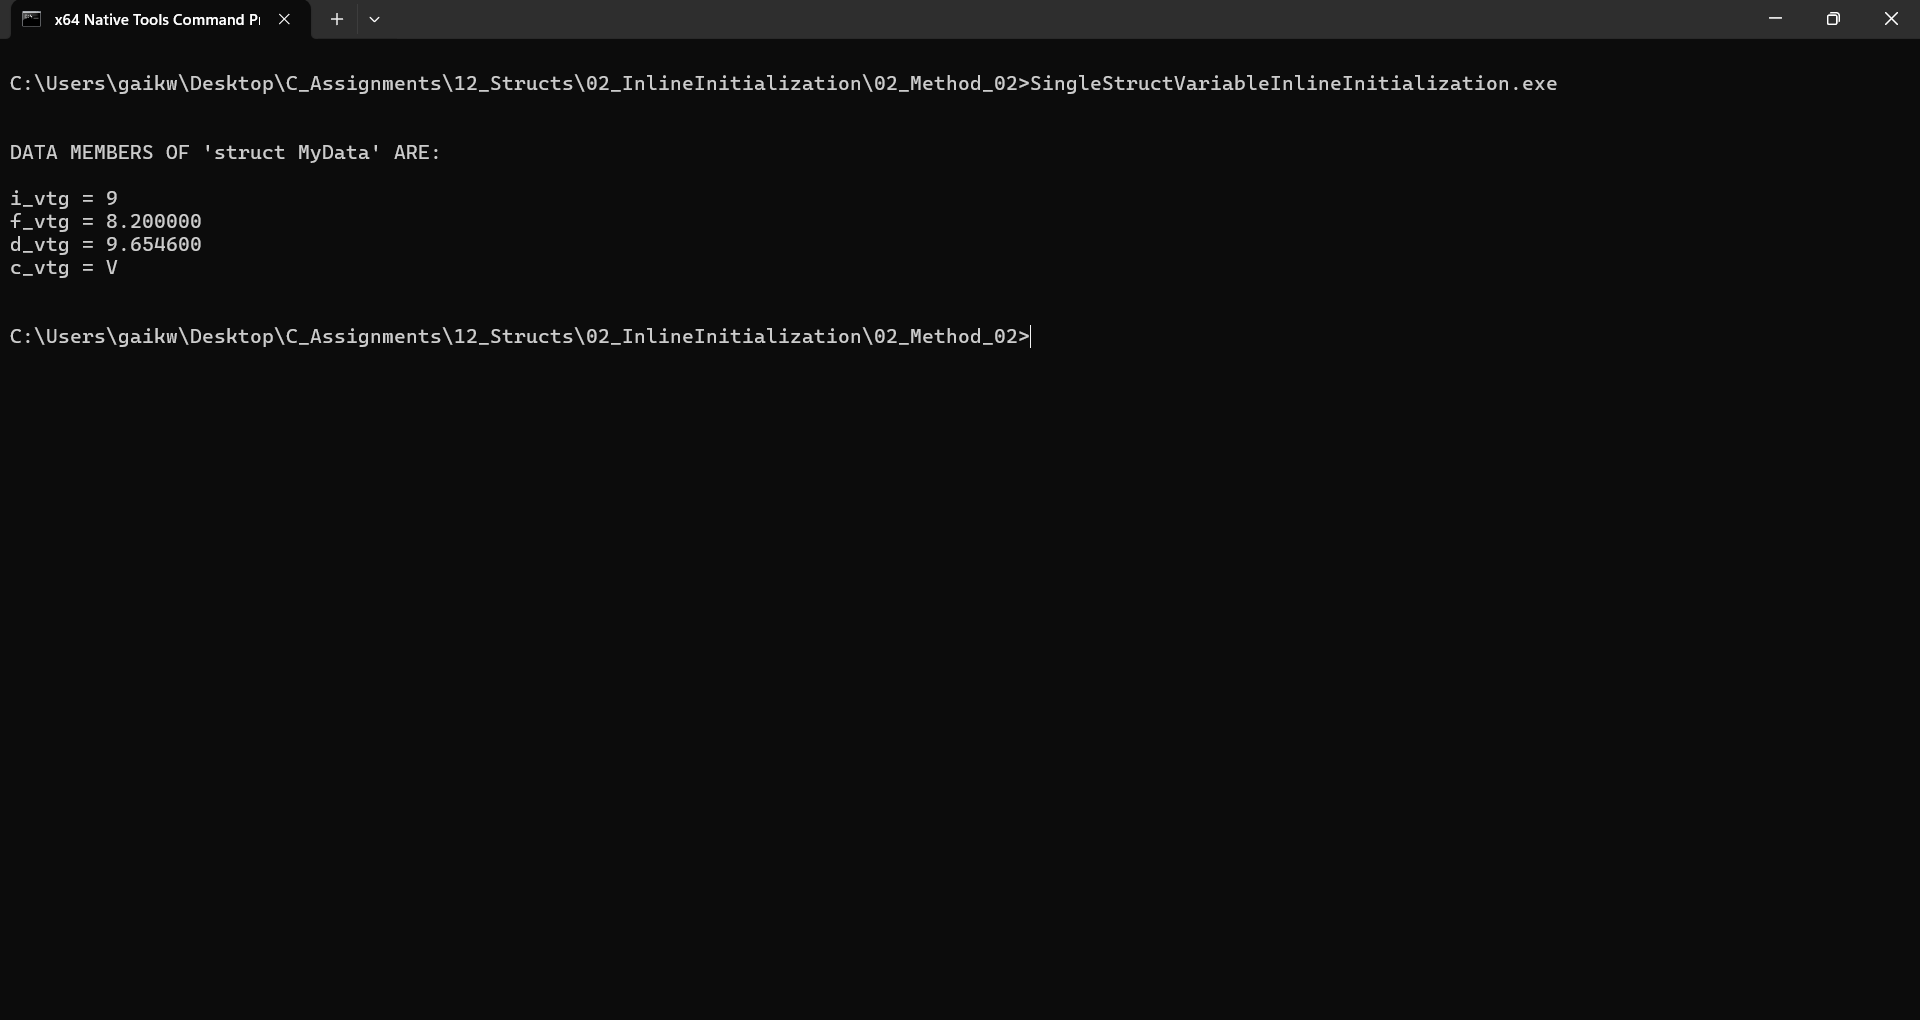 x64 Native Tools Command P
C:\Users\gaikw\Desktop\C_Assignments\12_Structs\02_InlineInitialization\02_Method_02>SingleStructVariableInlineInitialization.exe
DATA MEMBERS OF 'struct MyData' ARE:
i_vtg = 9
f_vtg = 8.200000
d_vtg = 9.654600
c_vtg = V
C:\Users\gaikw\Desktop\C_Assignments\12_Structs\02_InlineInitialization\02_Method_02>